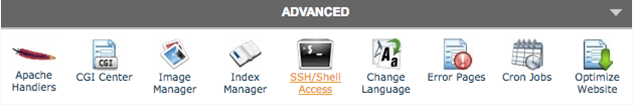 ADVANCED
Apache Handlers
CGI
CGI Center
Image Manager
Index Manager
SSH/Shell Access
Aa
Change Language
Error Pages
Cron Jobs
Optimize Website